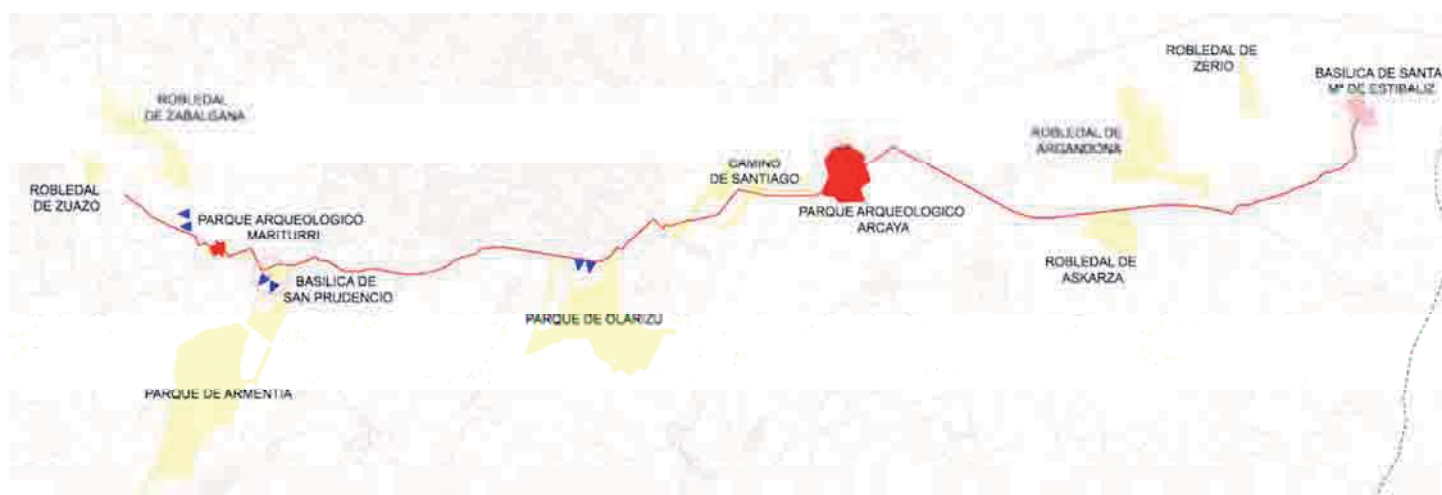 ROBLEDAL
DE ZABALGANA
ROBLEDAL
DE ZUAZO
PARQUE ARQUEOLOGICO
MARITURRI
BASILICA DE
SAN PRUDENCIO
PARQUE DE ARMENTIA
PARQUE DE OLARIZU
CAMINO
DE SANTIAGO
PARQUE ARQUEOLOGICO
ARCAYA
ROBLEDAL DE
ARGANDOÑA
ROBLEDAL DE
ASKARZA
ROBLEDAL DE
ZERIO
BASILICA DE SANTA
Mª DE ESTIBALIZ